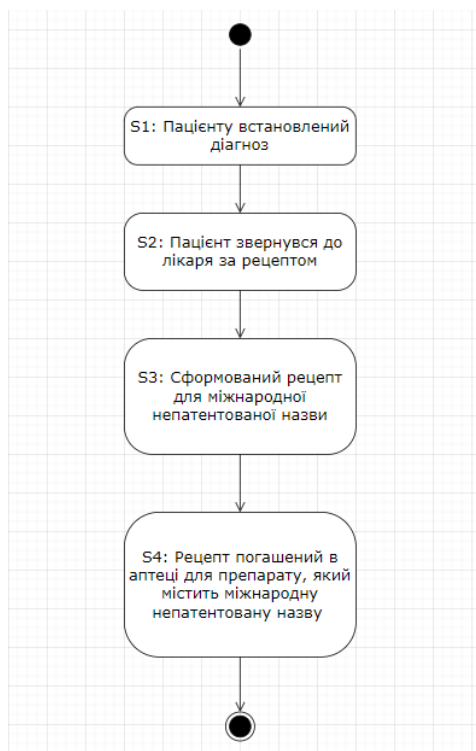 S1: Пацієнту встановлений
діагноз
S2: Пацієнт звернувся до
лікаря за рецептом
S3: Сформований рецепт
для міжнародної
непатентованої назви
S4: Рецепт погашений в
аптеці для препарату, який
містить міжнародну
непатентовану назву